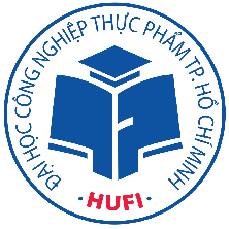 ĐẠI HỌC CÔNG NGHIỆP THỰC PHẨM TP. HỒ CHÍ MINH
· HUFI ·